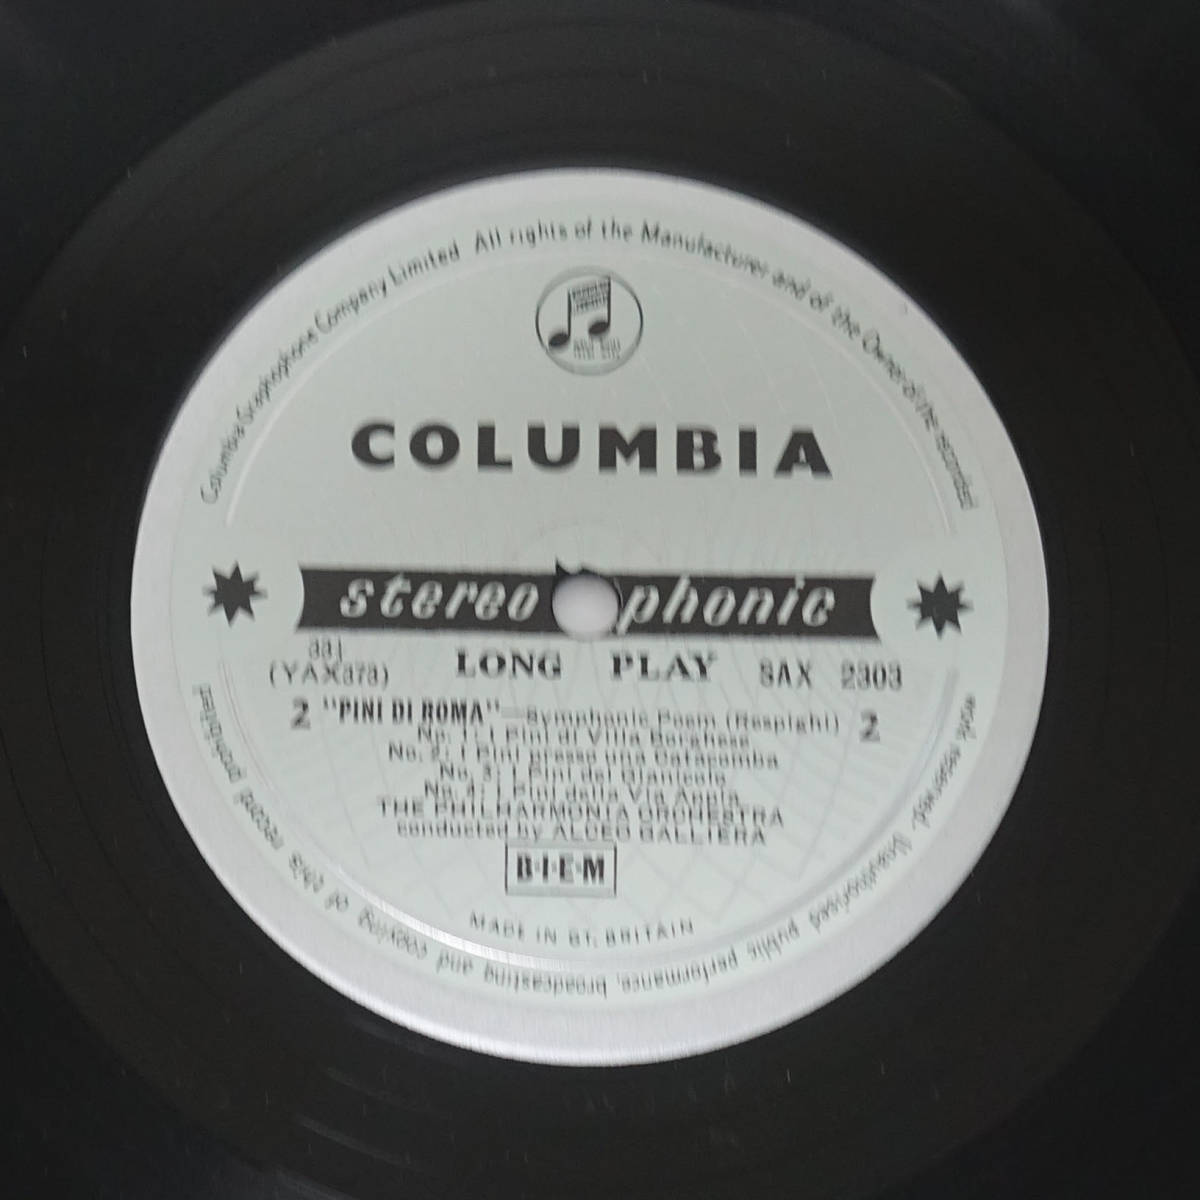 Columbia Graphophone Company Limited. All rights of the Manufacturer and of the Owner of the recorded
work reserved. Unauthorised public performance, broadcasting and copying of this record prohibited
COLUMBIA
stereophonic
331
(YAX373)
LONG PLAY
SAX 2303
2 "PINI DI ROMA"—Symphonic Poem (Respighi) 2
No. 1: I Pini di Villa Borghese
No. 2: I Pini presso una Catacomba
No. 3: I Pini del Gianicolo
No. 4: I Pini della Via Appia
THE PHILHARMONIA ORCHESTRA
conducted by ALCEO GALLIERA
B·I·E·M
MADE IN GT. BRITAIN